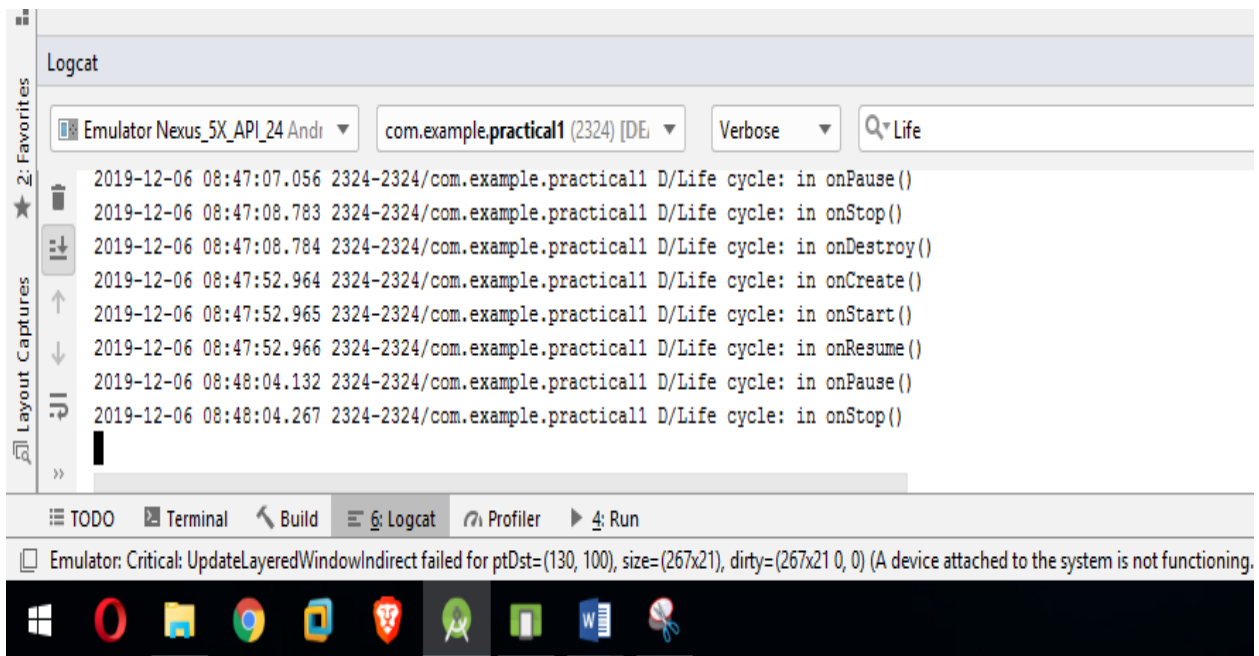 Logcat
2: Favorites
Layout Captures
Emulator Nexus_5X_API_24 Andr
com.example.practical1 (2324) [DEA
Verbose
Life
2019-12-06 08:47:07.056 2324-2324/com.example.practical1 D/Life cycle: in onPause()
2019-12-06 08:47:08.783 2324-2324/com.example.practical1 D/Life cycle: in onStop()
2019-12-06 08:47:08.784 2324-2324/com.example.practical1 D/Life cycle: in onDestroy()
2019-12-06 08:47:52.964 2324-2324/com.example.practical1 D/Life cycle: in onCreate()
2019-12-06 08:47:52.965 2324-2324/com.example.practical1 D/Life cycle: in onStart()
2019-12-06 08:47:52.966 2324-2324/com.example.practical1 D/Life cycle: in onResume()
2019-12-06 08:48:04.132 2324-2324/com.example.practical1 D/Life cycle: in onPause()
2019-12-06 08:48:04.267 2324-2324/com.example.practical1 D/Life cycle: in onStop()
TODO Terminal Build 6: Logcat Profiler 4: Run
Emulator: Critical: UpdateLayeredWindowIndirect failed for ptDst=(130, 100), size=(267x21), dirty=(267x21 0, 0) (A device attached to the system is not functioning.